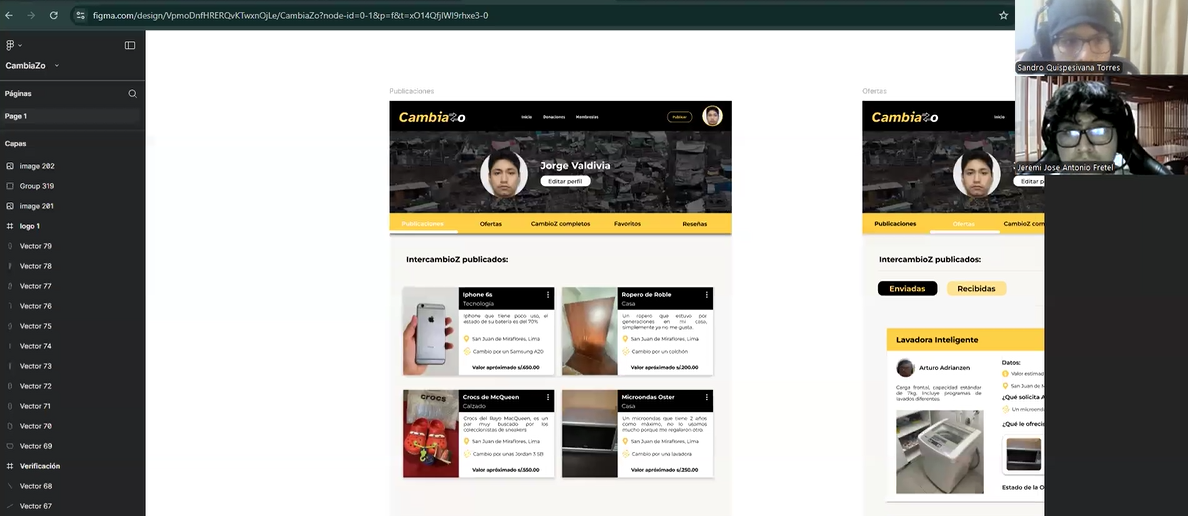 figma.com/design/VpmoDnfHRERQvKTwxnOjLe/CambiaZo?node-id=0-1&p=f&t=xO14QfjIWI9rhxe3-0
CambiaZo
Páginas
Page 1
Capas
image 202
Group 319
image 201
logo 1
Vector 79
Vector 78
Vector 77
Vector 76
Vector 75
Vector 74
Vector 73
Vector 72
Vector 71
Vector 70
Vector 69
Verificación
Vector 68
Vector 67
Publicaciones
Cambiazo
Inicio Donaciones Membresías
Publicar
Jorge Valdivia
Editar perfil
Publicaciones Ofertas CambioZ completos Favoritos Reseñas
IntercambioZ publicados:
Iphone 6s
Tecnología
Iphone que tiene poco uso, el
estado de su batería es del 70%.
San Juan de Miraflores, Lima
Cambio por un Samsung A20
Valor apróximado s/.650.00
Ropero de Roble
Casa
Un ropero que estuvo por
generaciones en mi casa,
simplemente ya no me gusta.
San Juan de Miraflores, Lima
Cambio por un colchón
Valor apróximado s/.200.00
Crocs de McQueen
Calzado
Crocs del Rayo MacQueen, es un
par muy buscado por los
coleccionistas de sneakers
San Juan de Miraflores, Lima
Cambio por unas Jordan 3 SB
Valor apróximado s/.550.00
Microondas Oster
Casa
Un microondas que tiene 2 años
como máximo, no lo usamos
mucho porque me regalaron otra.
San Juan de Miraflores, Lima
Cambio por una lavadora
Valor apróximado s/.250.00
Ofertas
Cambiazo
Inicio
Editar p
Publicaciones Ofertas CambioZ com
IntercambioZ publicados:
Enviadas Recibidas
Lavadora Inteligente
Arturo Adrianzen
Carga frontal, capacidad estándar
de 7kg. Incluye programas de
lavados diferentes.
Datos:
Valor estimad
San Juan de M
¿Qué solicita A
Un microond
¿Qué le ofreci
Estado de la O
Sandro Quispesivana Torres
Jeremi Jose Antonio Fretel
CROCS